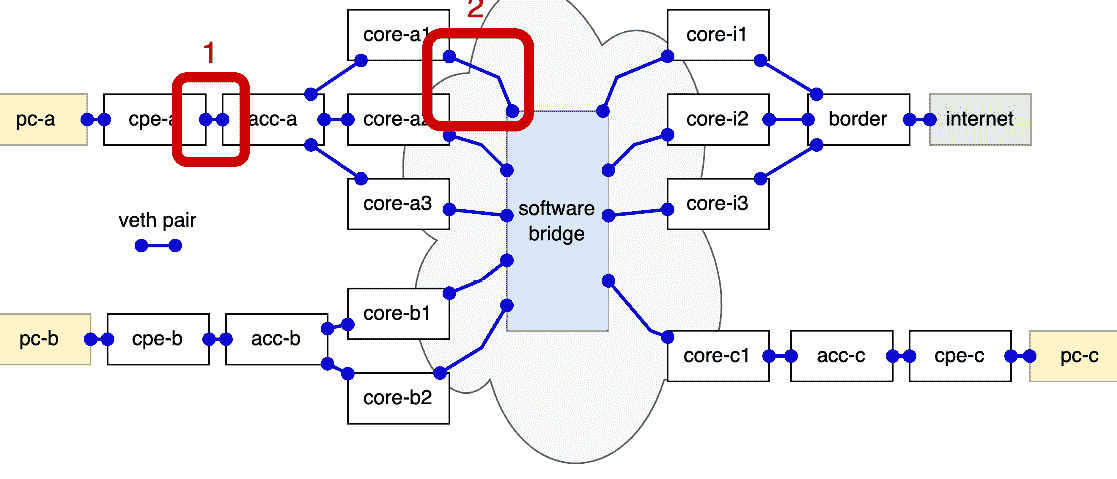 2
core-a1
core-i1
1
pc-a
cpe-a
acc-a
core-a2
core-i2
border
internet
core-a3
software
bridge
core-i3
veth pair
core-b1
pc-b
cpe-b
acc-b
core-b2
core-c1
acc-c
cpe-c
pc-c